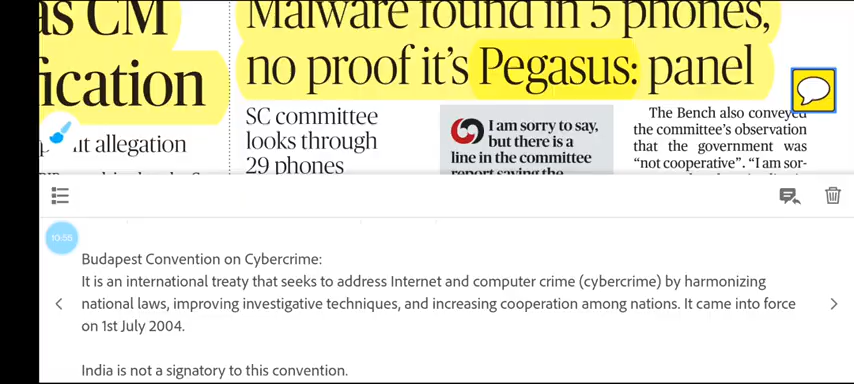 as CM
ication
it allegation
Malware found in 5 phones,
no proof it's Pegasus: panel
SC committee
looks through
29 phones
I am sorry to say,
but there is a
line in the committee
report saying the
The Bench also conveyed
the committee's observation
that the government was
“not cooperative”. “I am sor-
10:55
Budapest Convention on Cybercrime:
It is an international treaty that seeks to address Internet and computer crime (cybercrime) by harmonizing
national laws, improving investigative techniques, and increasing cooperation among nations. It came into force
on 1st July 2004.
India is not a signatory to this convention.